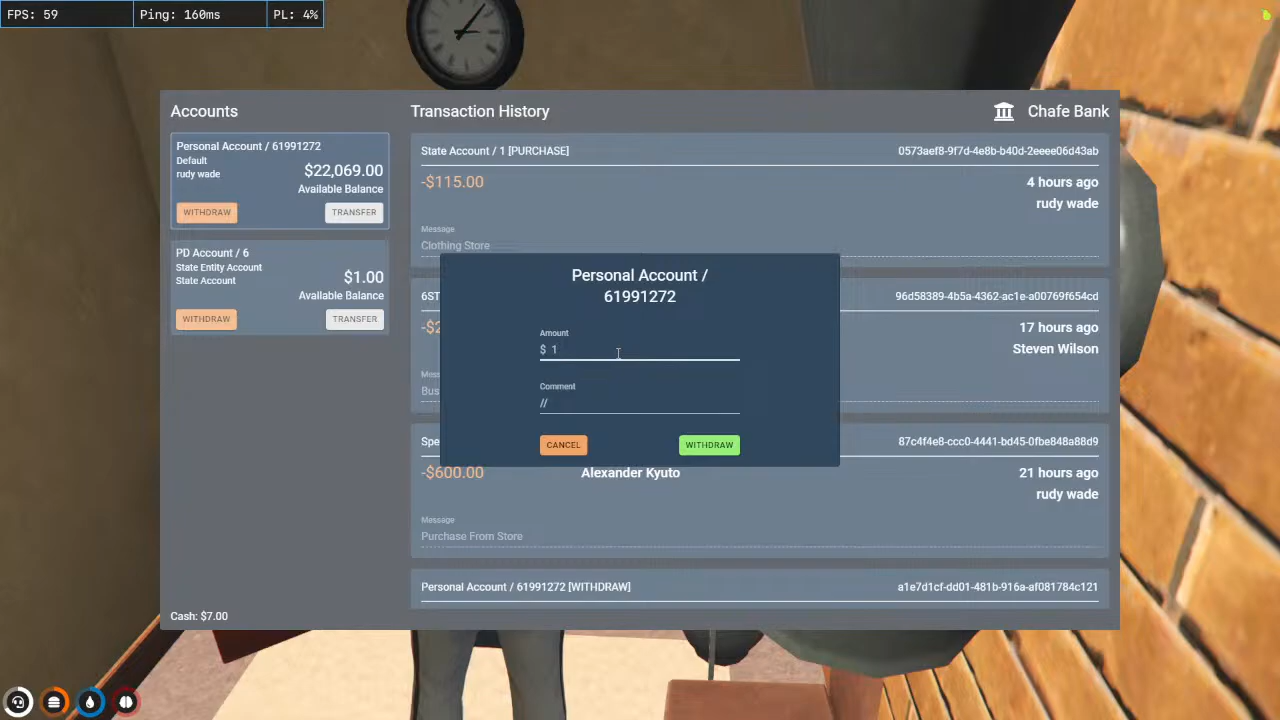 FPS: 59 Ping: 160ms PL: 4%
Accounts
Transaction History
Chafe Bank
Personal Account / 61991272
Default
rudy wade
$22,069.00
Available Balance
WITHDRAW
TRANSFER
PD Account / 6
State Entity Account
State Account
$1.00
Available Balance
WITHDRAW
TRANSFER
Cash: $7.00
State Account / 1 [PURCHASE]
0573aef8-9f7d-4e8b-b40d-2eeee06d43ab
-$115.00
4 hours ago
rudy wade
Message
Clothing Store
6ST
96d58389-4b5a-4362-ac1e-a00769f654cd
-$2
17 hours ago
Steven Wilson
Mess
Bus
Personal Account /
61991272
Amount
$ 1
Comment
//
CANCEL
WITHDRAW
Spe
87c4f4e8-ccc0-4441-bd45-0fbe848a88d9
-$600.00
Alexander Kyuto
21 hours ago
rudy wade
Message
Purchase From Store
Personal Account / 61991272 [WITHDRAW]
a1e7d1cf-dd01-481b-916a-af081784c121